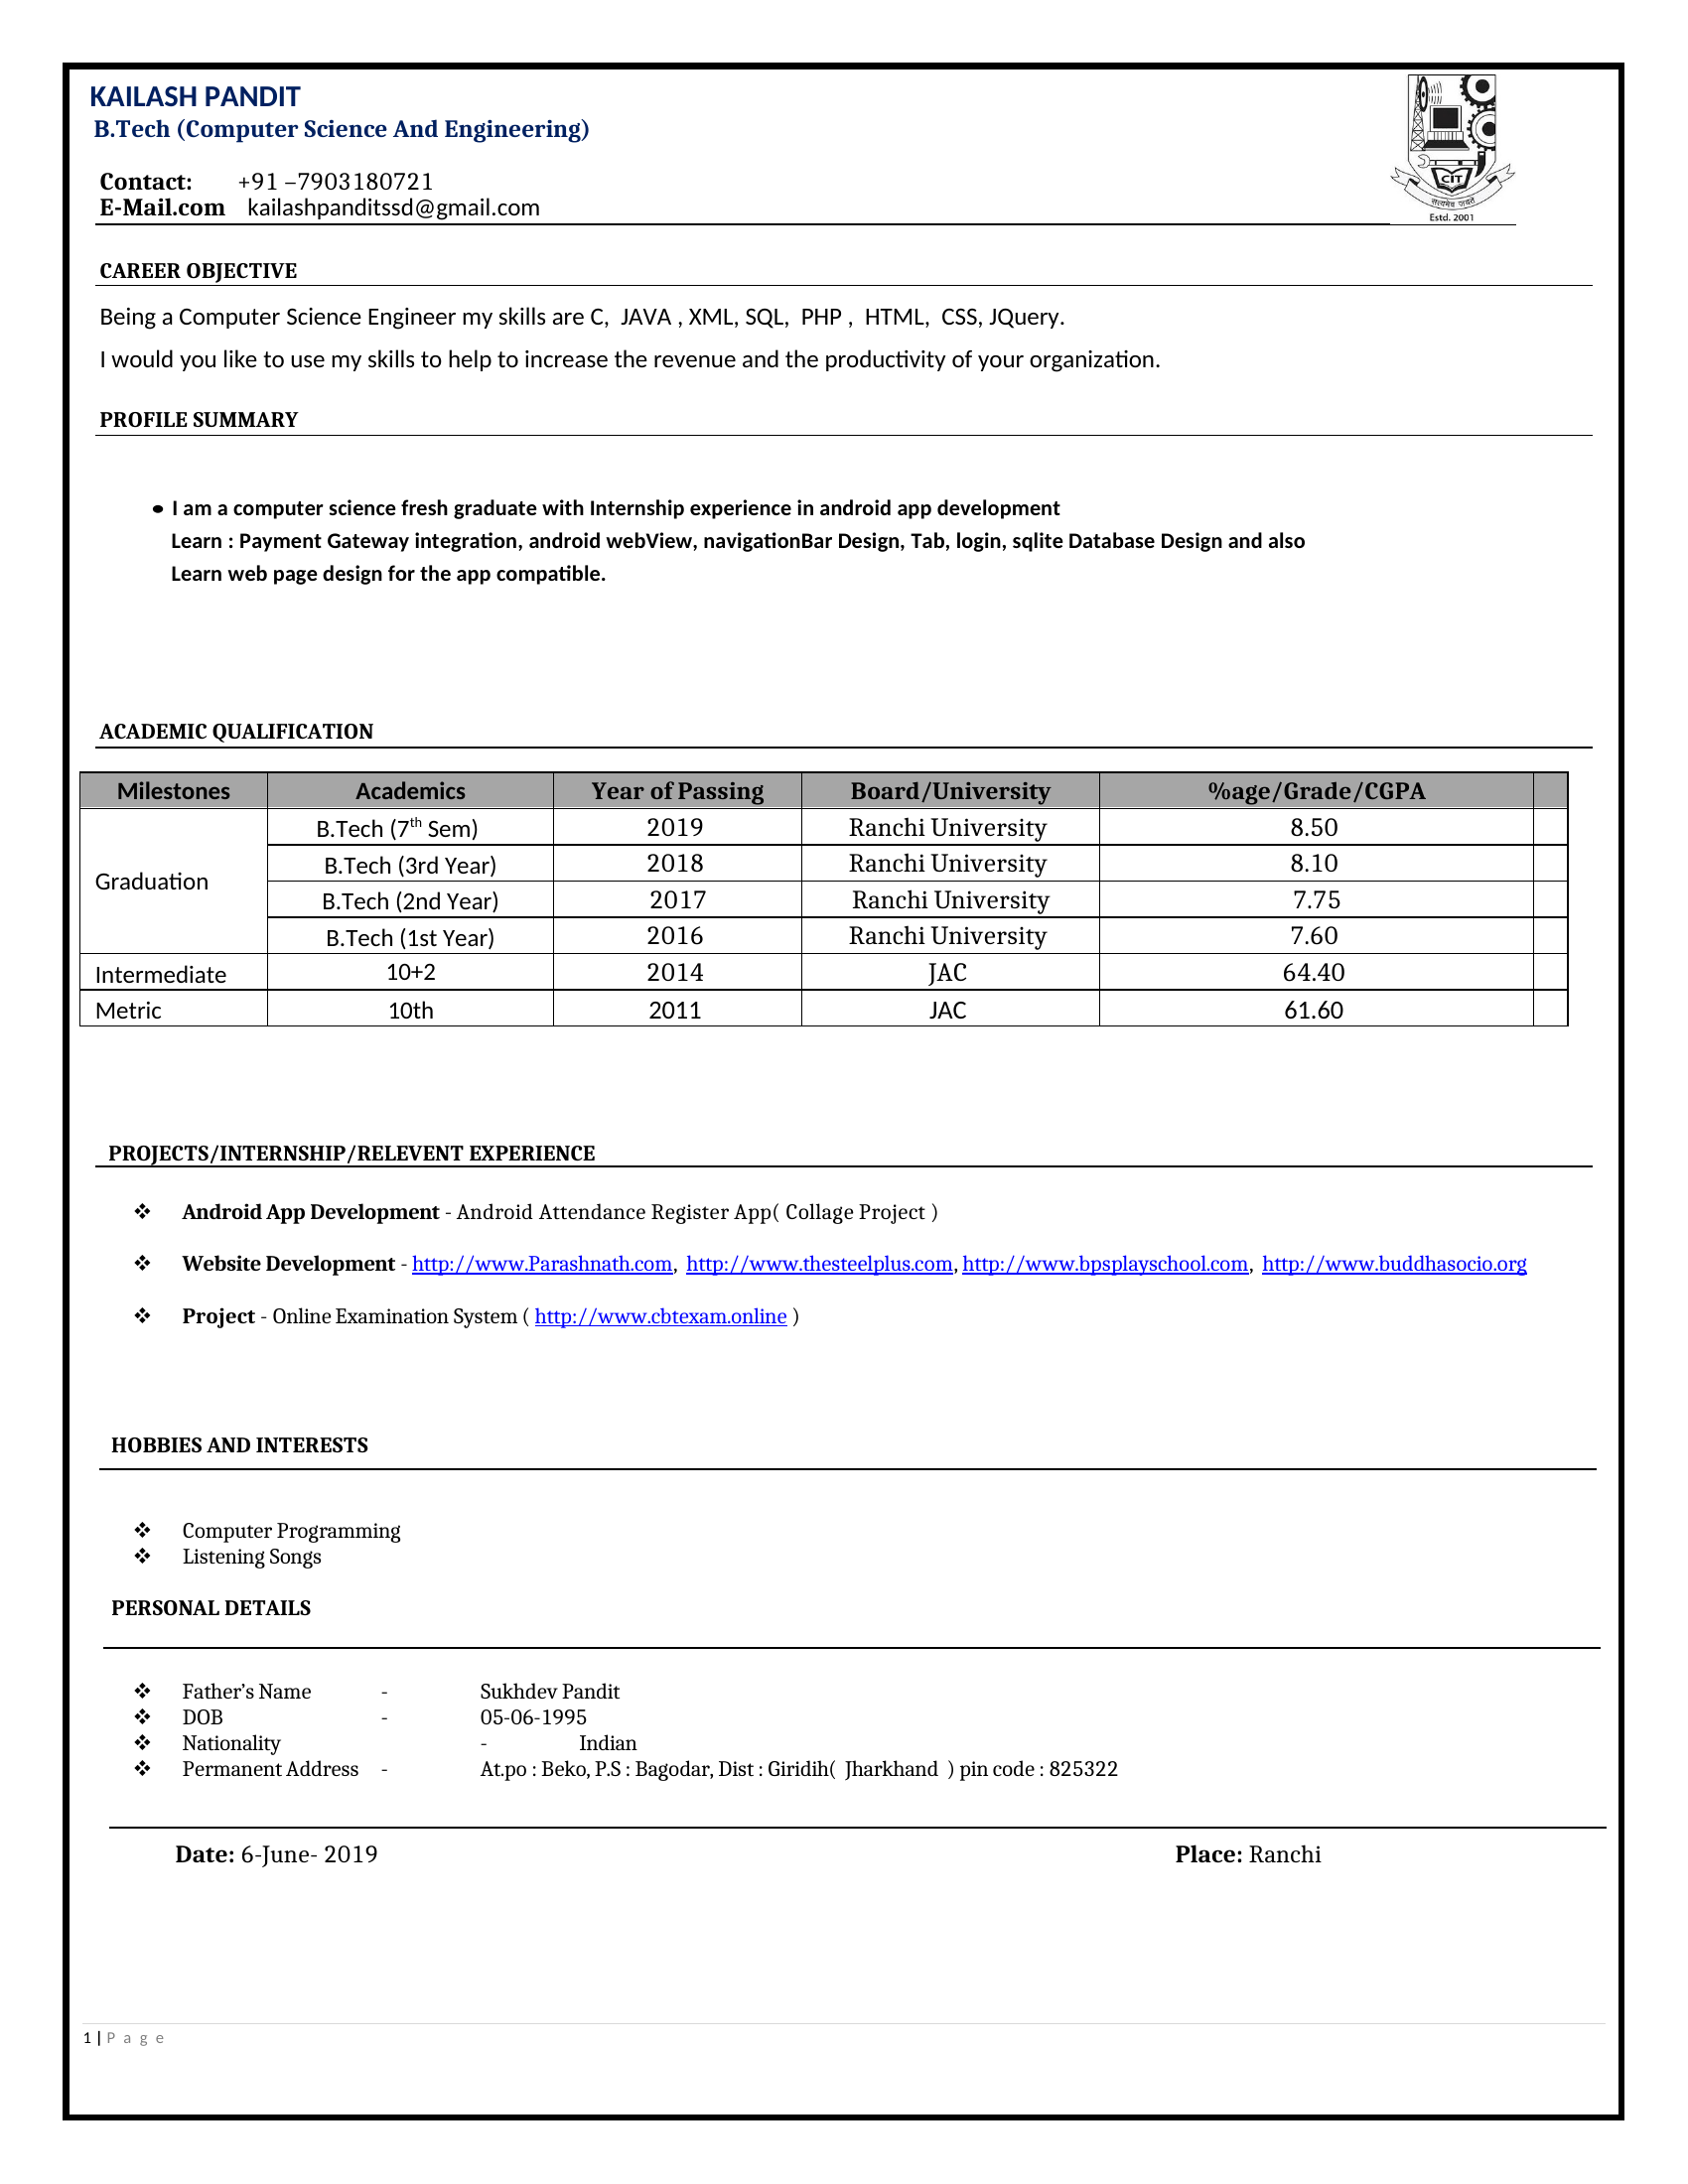 KAILASH PANDIT
B.Tech (Computer Science And Engineering)
Contact: +91 –7903180721
E-Mail.com kailashpanditssd@gmail.com
CIT
सत्यमेव जयते
Estd. 2001
CAREER OBJECTIVE
Being a Computer Science Engineer my skills are C, JAVA , XML, SQL, PHP , HTML, CSS, JQuery.
I would you like to use my skills to help to increase the revenue and the productivity of your organization.
PROFILE SUMMARY
• I am a computer science fresh graduate with Internship experience in android app development
Learn : Payment Gateway integration, android webView, navigationBar Design, Tab, login, sqlite Database Design and also
Learn web page design for the app compatible.
ACADEMIC QUALIFICATION
Milestones Academics Year of Passing Board/University %age/Grade/CGPA
Graduation
B.Tech (7th Sem) 2019 Ranchi University 8.50
B.Tech (3rd Year) 2018 Ranchi University 8.10
B.Tech (2nd Year) 2017 Ranchi University 7.75
B.Tech (1st Year) 2016 Ranchi University 7.60
Intermediate 10+2 2014 JAC 64.40
Metric 10th 2011 JAC 61.60
PROJECTS/INTERNSHIP/RELEVENT EXPERIENCE
❖ Android App Development - Android Attendance Register App( Collage Project )
❖ Website Development - http://www.Parashnath.com, http://www.thesteelplus.com, http://www.bpsplayschool.com, http://www.buddhasocio.org
❖ Project - Online Examination System ( http://www.cbtexam.online )
HOBBIES AND INTERESTS
❖ Computer Programming
❖ Listening Songs
PERSONAL DETAILS
❖ Father’s Name - Sukhdev Pandit
❖ DOB - 05-06-1995
❖ Nationality - Indian
❖ Permanent Address - At.po : Beko, P.S : Bagodar, Dist : Giridih( Jharkhand ) pin code : 825322
Date: 6-June- 2019 Place: Ranchi
1 | P a g e